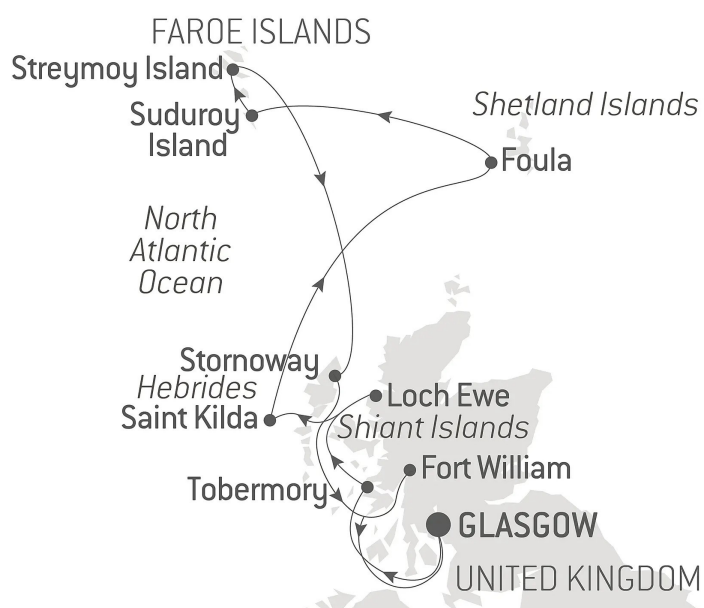 FAROE ISLANDS
Streymoy Island
Suduroy
Island
Shetland Islands
Foula
North
Atlantic
Ocean
Stornoway
Hebrides
Saint Kilda
Loch Ewe
Shiant Islands
Fort William
Tobermory
GLASGOW
UNITED KINGDOM